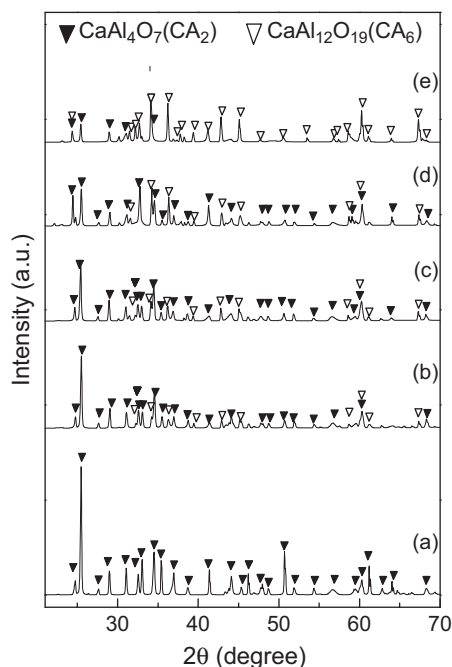 ▼ CaAl4O7(CA2) ▽ CaAl12O19(CA6)
(e)
(d)
(c)
(b)
(a)
Intensity (a.u.)
30 40 50 60 70
2θ (degree)